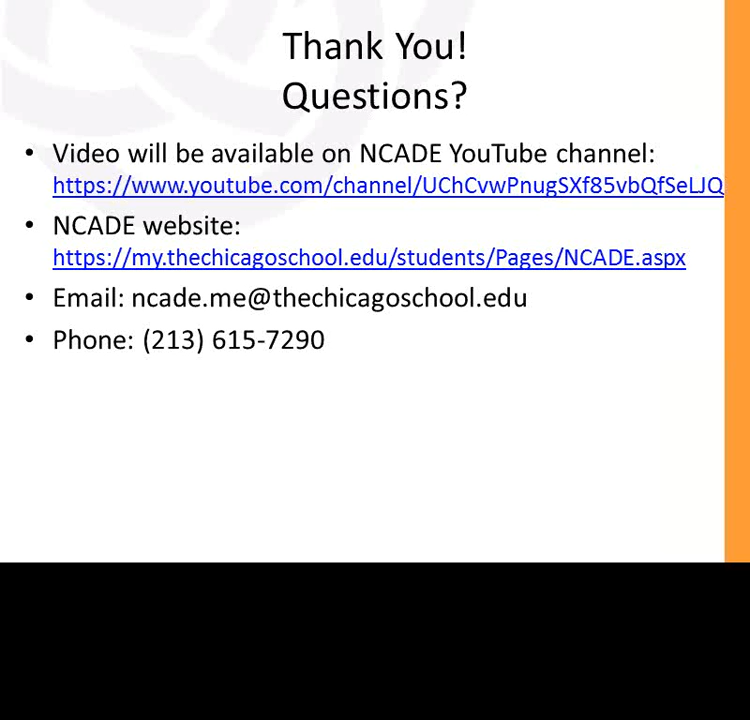 Thank You!
Questions?
• Video will be available on NCADE YouTube channel:
https://www.youtube.com/channel/UChCvwPnugSXf85vbQfSeLJQ
• NCADE website:
https://my.thechicagoschool.edu/students/Pages/NCADE.aspx
• Email: ncade.me@thechicagoschool.edu
• Phone: (213) 615-7290